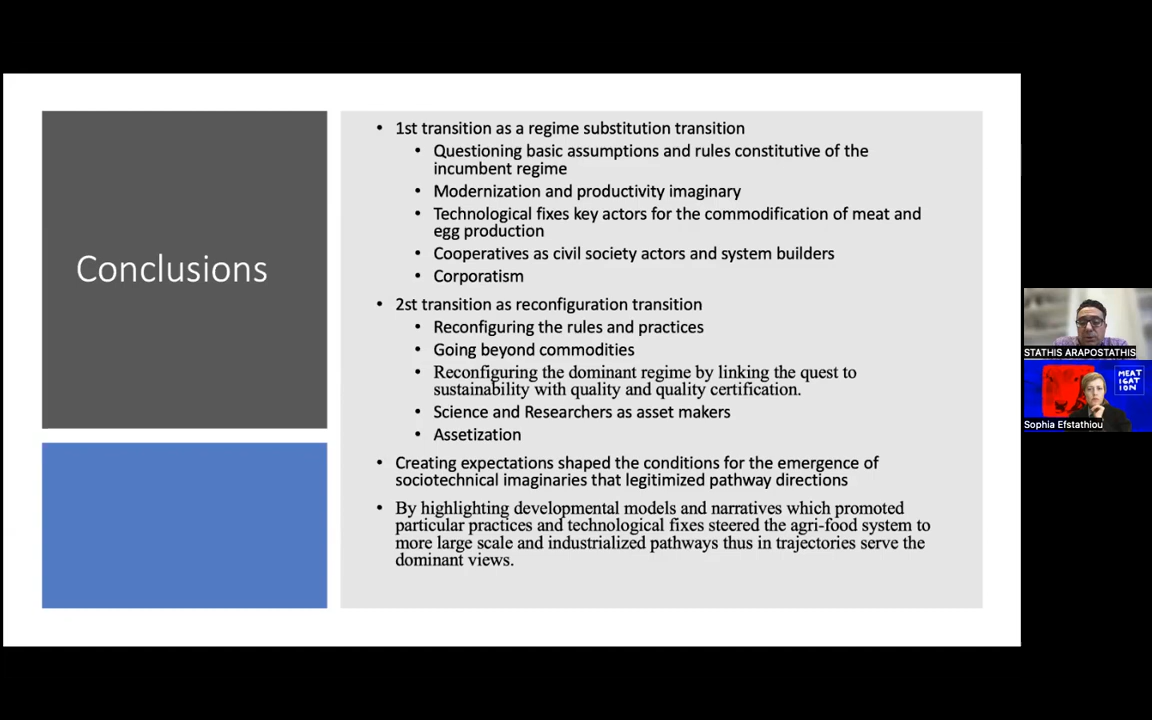 Conclusions
• 1st transition as a regime substitution transition
• Questioning basic assumptions and rules constitutive of the
incumbent regime
• Modernization and productivity imaginary
• Technological fixes key actors for the commodification of meat and
egg production
• Cooperatives as civil society actors and system builders
• Corporatism
• 2st transition as reconfiguration transition
• Reconfiguring the rules and practices
• Going beyond commodities
• Reconfiguring the dominant regime by linking the quest to
sustainability with quality and quality certification.
• Science and Researchers as asset makers
• Assetization
• Creating expectations shaped the conditions for the emergence of
sociotechnical imaginaries that legitimized pathway directions
• By highlighting developmental models and narratives which promoted
particular practices and technological fixes steered the agri-food system to
more large scale and industrialized pathways thus in trajectories serve the
dominant views.
STATHIS ARAPOSTATHIS
MEAT
IGAT
ION
Sophia Efstathiou